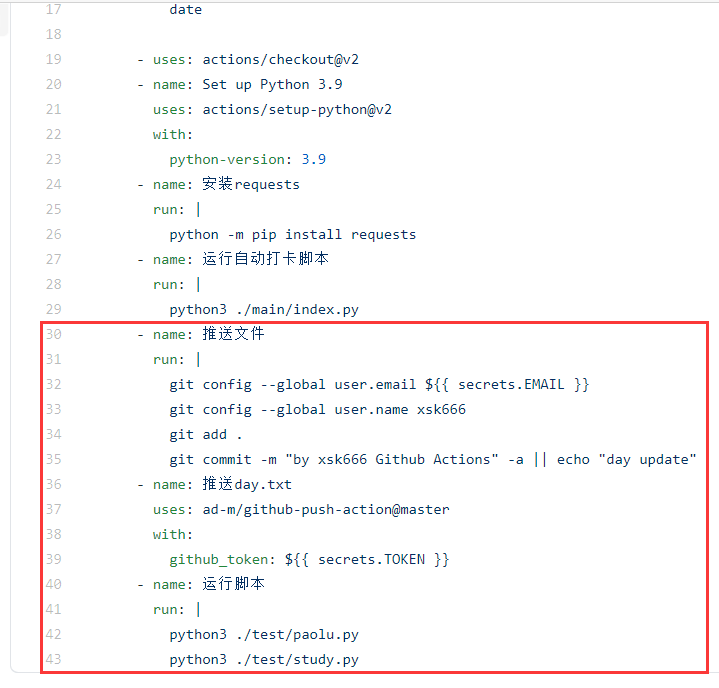 17 date
18
19 - uses: actions/checkout@v2
20 - name: Set up Python 3.9
21 uses: actions/setup-python@v2
22 with:
23 python-version: 3.9
24 - name: 安装requests
25 run: |
26 python -m pip install requests
27 - name: 运行自动打卡脚本
28 run: |
29 python3 ./main/index.py
30 - name: 推送文件
31 run: |
32 git config --global user.email ${{ secrets.EMAIL }}
33 git config --global user.name xsk666
34 git add .
35 git commit -m "by xsk666 Github Actions" -a || echo "day update"
36 - name: 推送day.txt
37 uses: ad-m/github-push-action@master
38 with:
39 github_token: ${{ secrets.TOKEN }}
40 - name: 运行脚本
41 run: |
42 python3 ./test/paolu.py
43 python3 ./test/study.py